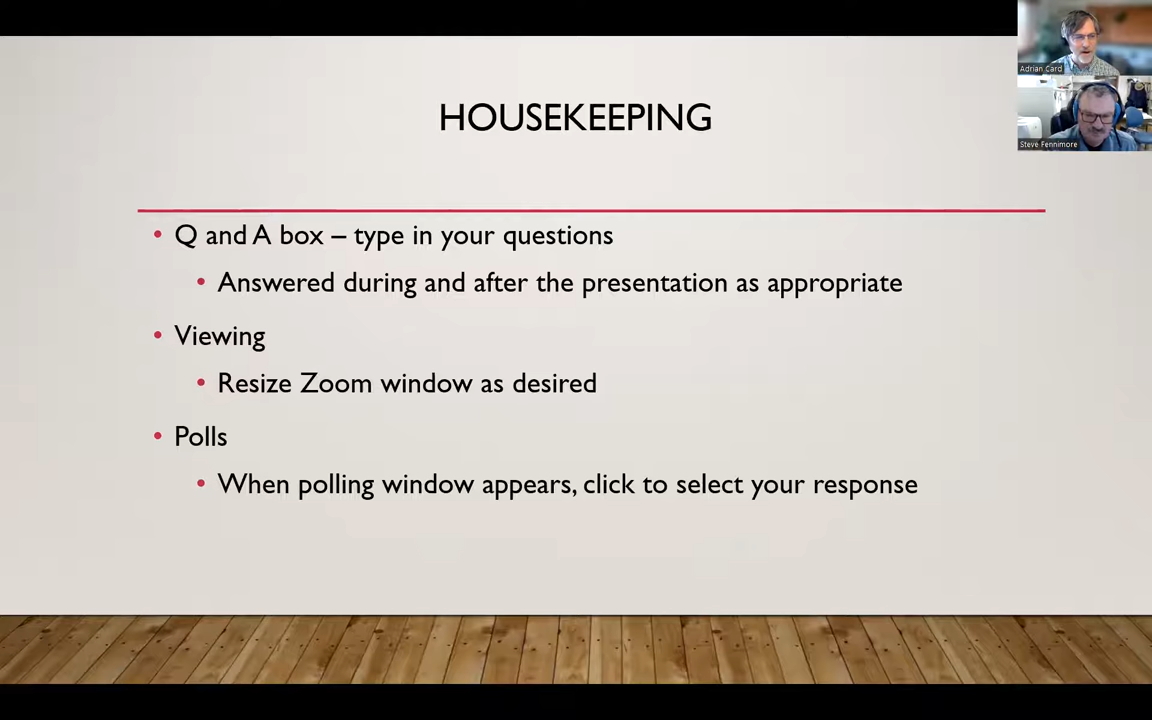 Adrian Card
Steve Fennimore
HOUSEKEEPING
• Q and A box – type in your questions
• Answered during and after the presentation as appropriate
• Viewing
• Resize Zoom window as desired
• Polls
• When polling window appears, click to select your response